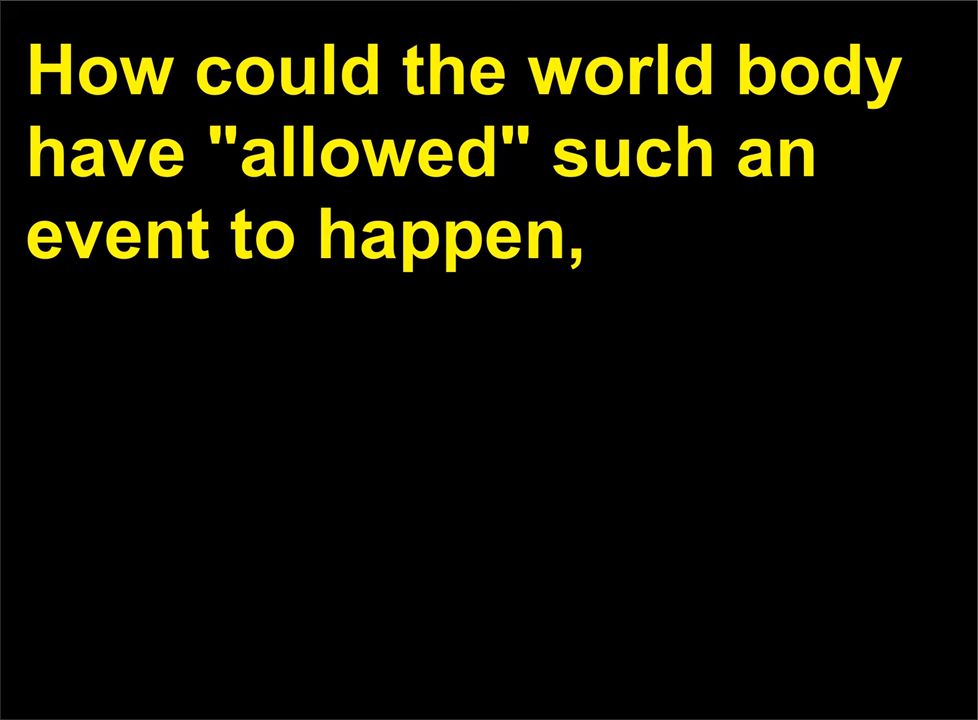 How could the world body
have "allowed" such an
event to happen,